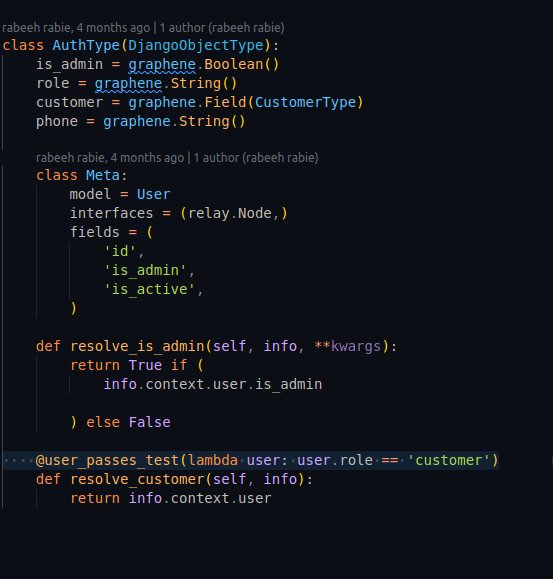 rabeeh rabie, 4 months ago | 1 author (rabeeh rabie)
class AuthType(DjangoObjectType):
    is_admin = graphene.Boolean()
    role = graphene.String()
    customer = graphene.Field(CustomerType)
    phone = graphene.String()
    rabeeh rabie, 4 months ago | 1 author (rabeeh rabie)
    class Meta:
        model = User
        interfaces = (relay.Node,)
        fields = (
            'id',
            'is_admin',
            'is_active',
        )
    def resolve_is_admin(self, info, **kwargs):
        return True if (
            info.context.user.is_admin
        ) else False
    @user_passes_test(lambda user: user.role == 'customer')
    def resolve_customer(self, info):
        return info.context.user